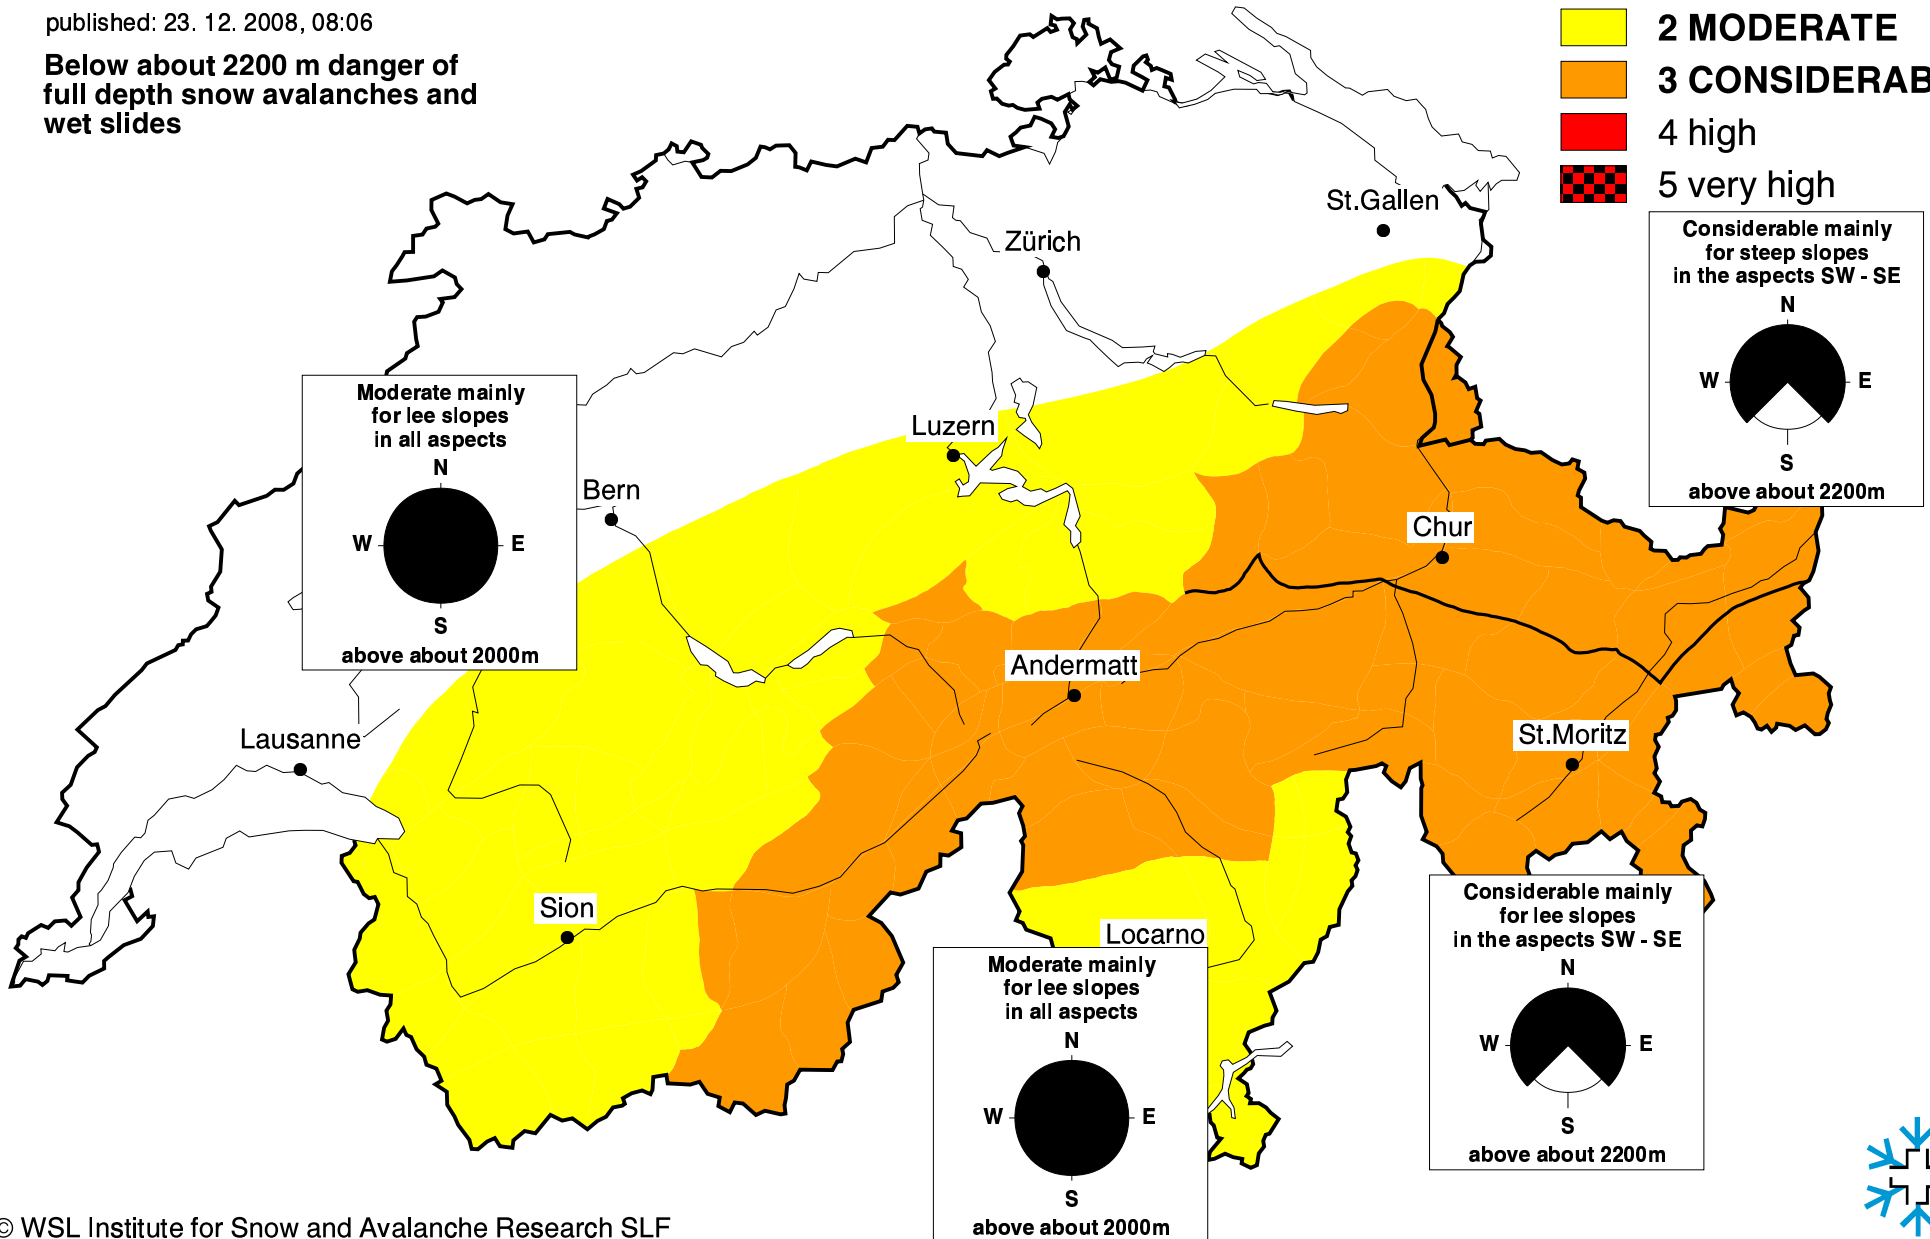 published: 23. 12. 2008, 08:06
Below about 2200 m danger of
full depth snow avalanches and
wet slides
2 MODERATE
3 CONSIDERAB
4 high
5 very high
Considerable mainly
for steep slopes
in the aspects SW - SE
N
W E
S
above about 2200m
St.Gallen
Zürich
Moderate mainly
for lee slopes
in all aspects
N
W E
S
above about 2000m
Luzern
Bern
Chur
Andermatt
Lausanne
St.Moritz
Sion
Locarno
Considerable mainly
for lee slopes
in the aspects SW - SE
N
W E
S
above about 2200m
Moderate mainly
for lee slopes
in all aspects
N
W E
S
above about 2000m
© WSL Institute for Snow and Avalanche Research SLF